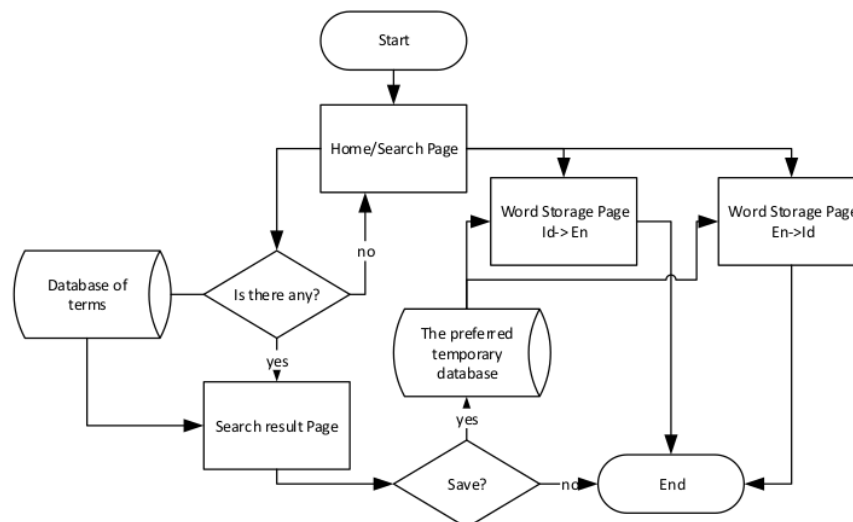 Start
Home/Search Page
Word Storage Page
Id-> En
Word Storage Page
En->Id
no
Database of
terms
Is there any?
The preferred
temporary
database
yes
Search result Page
yes
Save?
no
End